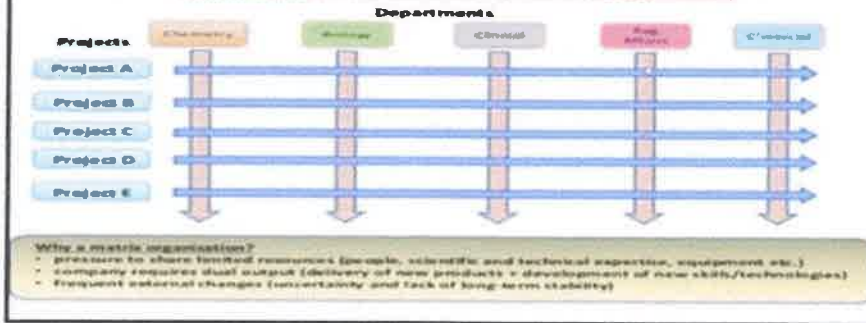 Departments
Projects
Chemistry
Biology
Clinical
Reg.
Affairs
C'mercial
Project A
Project B
Project C
Project D
Project E
Why a matrix organisation?
• pressure to share limited resources (people, scientific and technical expertise, equipment etc.)
• company requires dual output (delivery of new products + development of new skills/technologies)
• frequent external changes (uncertainty and lack of long-term stability)